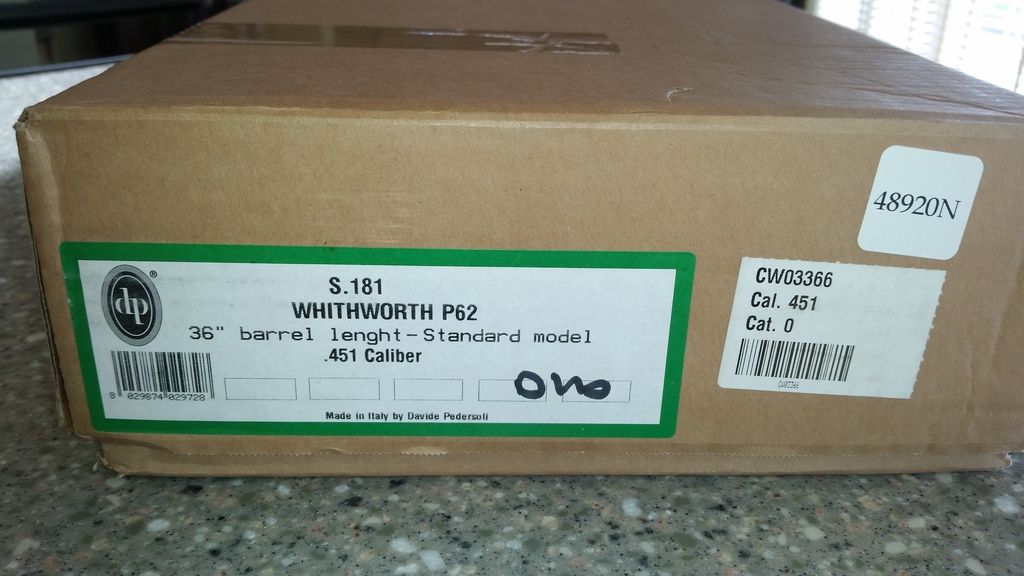 48920N
dp®
S.181
WHITHWORTH P62
36" barrel lenght-Standard model
.451 Caliber
8 029874 029728
Made in Italy by Davide Pedersoli
CW03366
Cal. 451
Cat. 0
CW03366